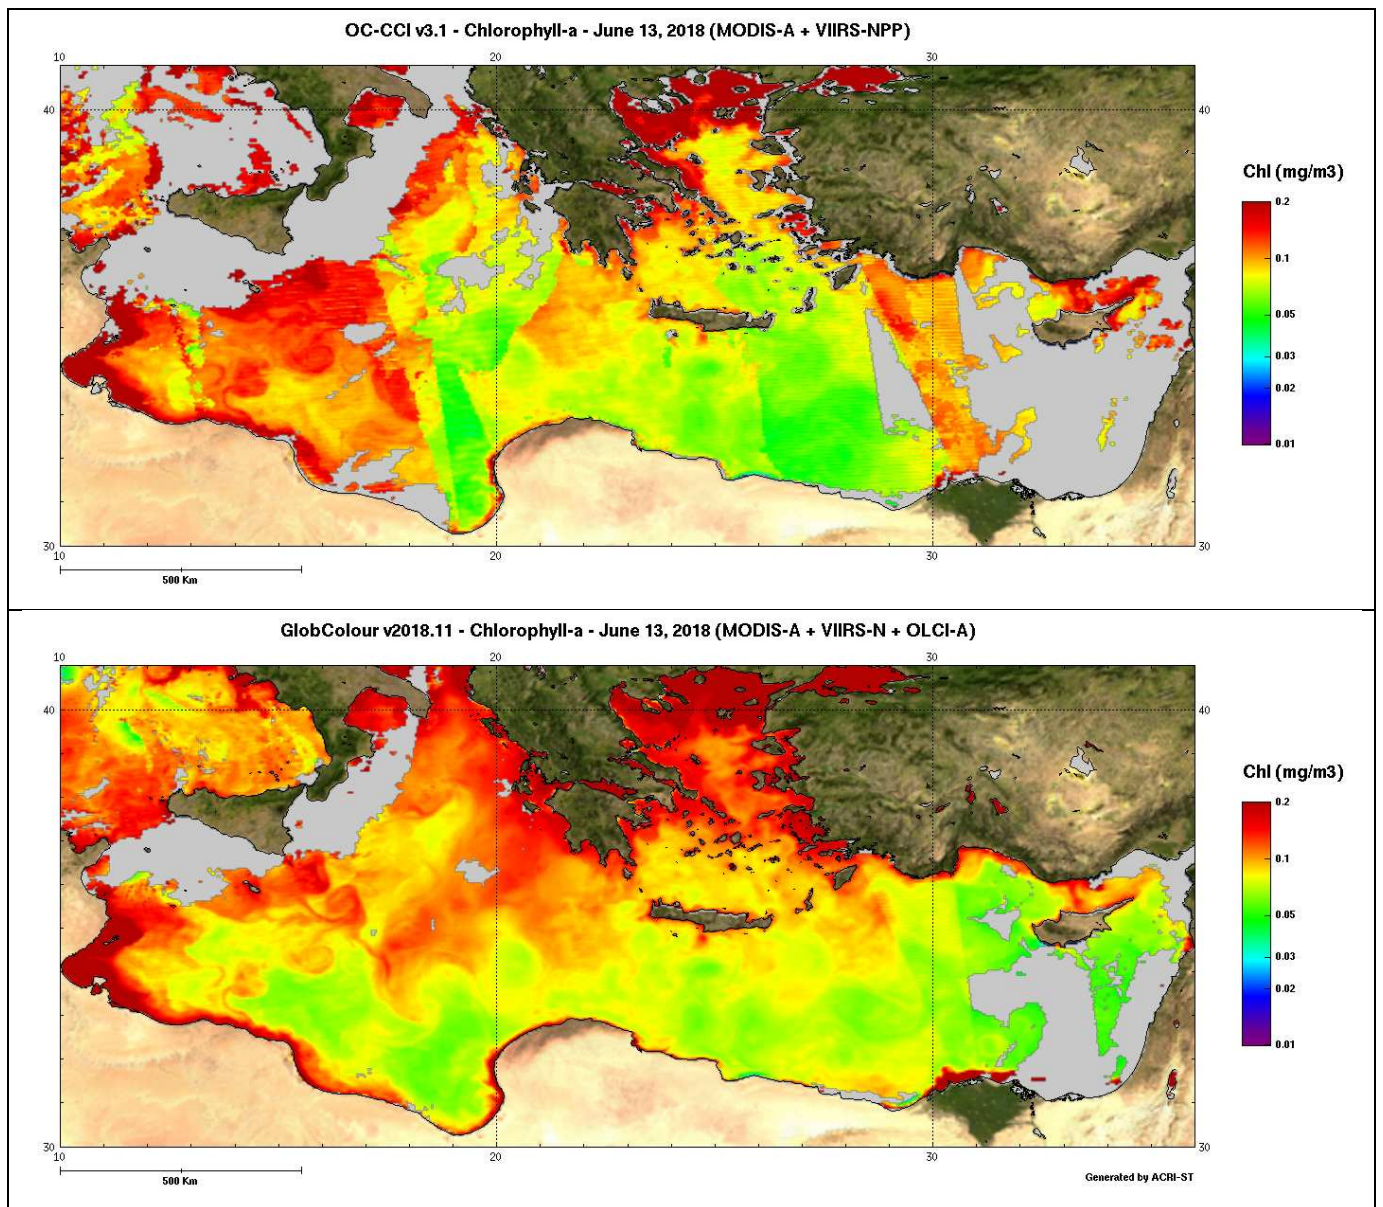 OC-CCI v3.1 - Chlorophyll-a - June 13, 2018 (MODIS-A + VIIRS-NPP)
10 20 30
40 40
Chl (mg/m3)
0.2
0.1
0.05
0.03
0.02
0.01
30 30
10 20 30
500 Km
GlobColour v2018.11 - Chlorophyll-a - June 13, 2018 (MODIS-A + VIIRS-N + OLCI-A)
10 20 30
40 40
Chl (mg/m3)
0.2
0.1
0.05
0.03
0.02
0.01
30 30
10 20 30
500 Km
Generated by ACRI-ST